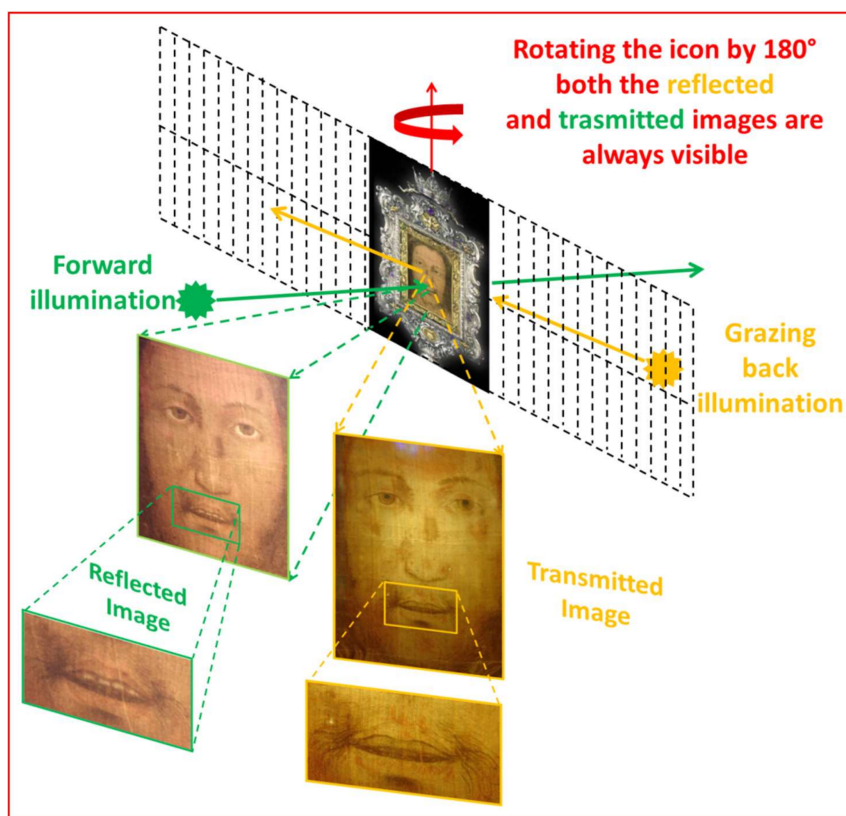 Rotating the icon by 180°
both the reflected
and trasmitted images are
always visible
Forward
illumination
Grazing
back
illumination
Reflected
Image
Transmitted
Image